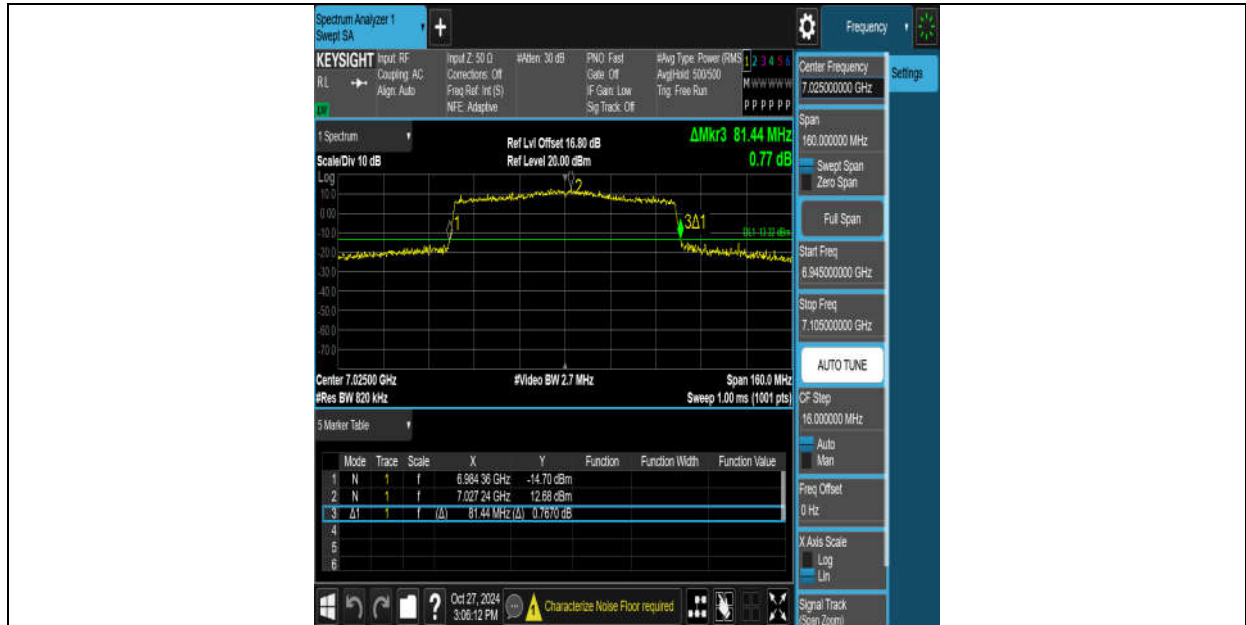 Spectrum Analyzer 1
Swept SA
+
Frequency
KEYSIGHT
RL
Input: RF
Coupling: AC
Align: Auto
Input Z: 50 Ω
Corrections: Off
Freq Ref: Int (S)
NFE: Adaptive
#Atten: 30 dB
PNO: Fast
Gate: Off
IF Gain: Low
Sig Track: Off
#Avg Type: Power (RMS
Avg|Hold: 500/500
Trig: Free Run
1 2 3 4 5 6
M W W W W W
P P P P P P
Center Frequency
7.025000000 GHz
Settings
Span
160.000000 MHz
Swept Span
Zero Span
Full Span
Start Freq
6.945000000 GHz
Stop Freq
7.105000000 GHz
AUTO TUNE
CF Step
16.000000 MHz
Auto
Man
Freq Offset
0 Hz
X Axis Scale
Log
Lin
Signal Track
(Span Zoom)
1 Spectrum
Scale/Div 10 dB
Ref Lvl Offset 16.80 dB
Ref Level 20.00 dBm
ΔMkr3 81.44 MHz
0.77 dB
Log
10.0
0.00
-10.0
-20.0
-30.0
-40.0
-50.0
-60.0
-70.0
1
2
3Δ1
DL1 -13.32 dBm
Center 7.02500 GHz
#Video BW 2.7 MHz
Span 160.0 MHz
#Res BW 820 kHz
Sweep 1.00 ms (1001 pts)
5 Marker Table
Mode Trace Scale X Y Function Function Width Function Value
1 N 1 f 6.984 36 GHz -14.70 dBm
2 N 1 f 7.027 24 GHz 12.68 dBm
3 Δ1 1 f (Δ) 81.44 MHz (Δ) 0.7670 dB
4
5
6
?
Oct 27, 2024
3:06:12 PM
Characterize Noise Floor required